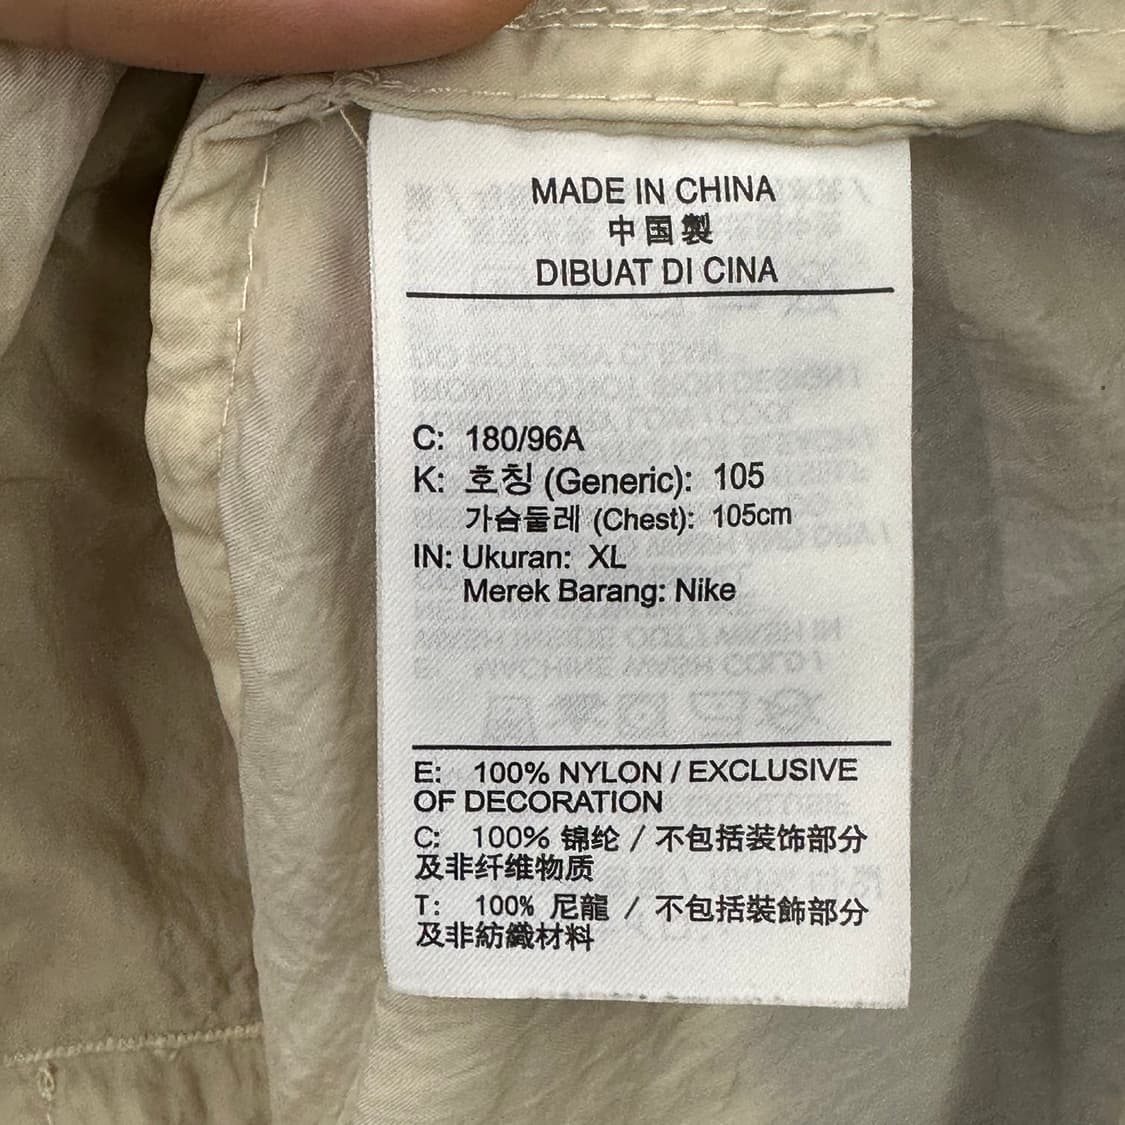 MADE IN CHINA
中国製
DIBUAT DI CINA
C: 180/96A
K: 호칭 (Generic): 105
가슴둘레 (Chest): 105cm
IN: Ukuran: XL
Merek Barang: Nike
E: 100% NYLON / EXCLUSIVE
OF DECORATION
C: 100% 锦纶 / 不包括装饰部分
及非纤维物质
T: 100% 尼龍 / 不包括裝飾部分
及非紡織材料